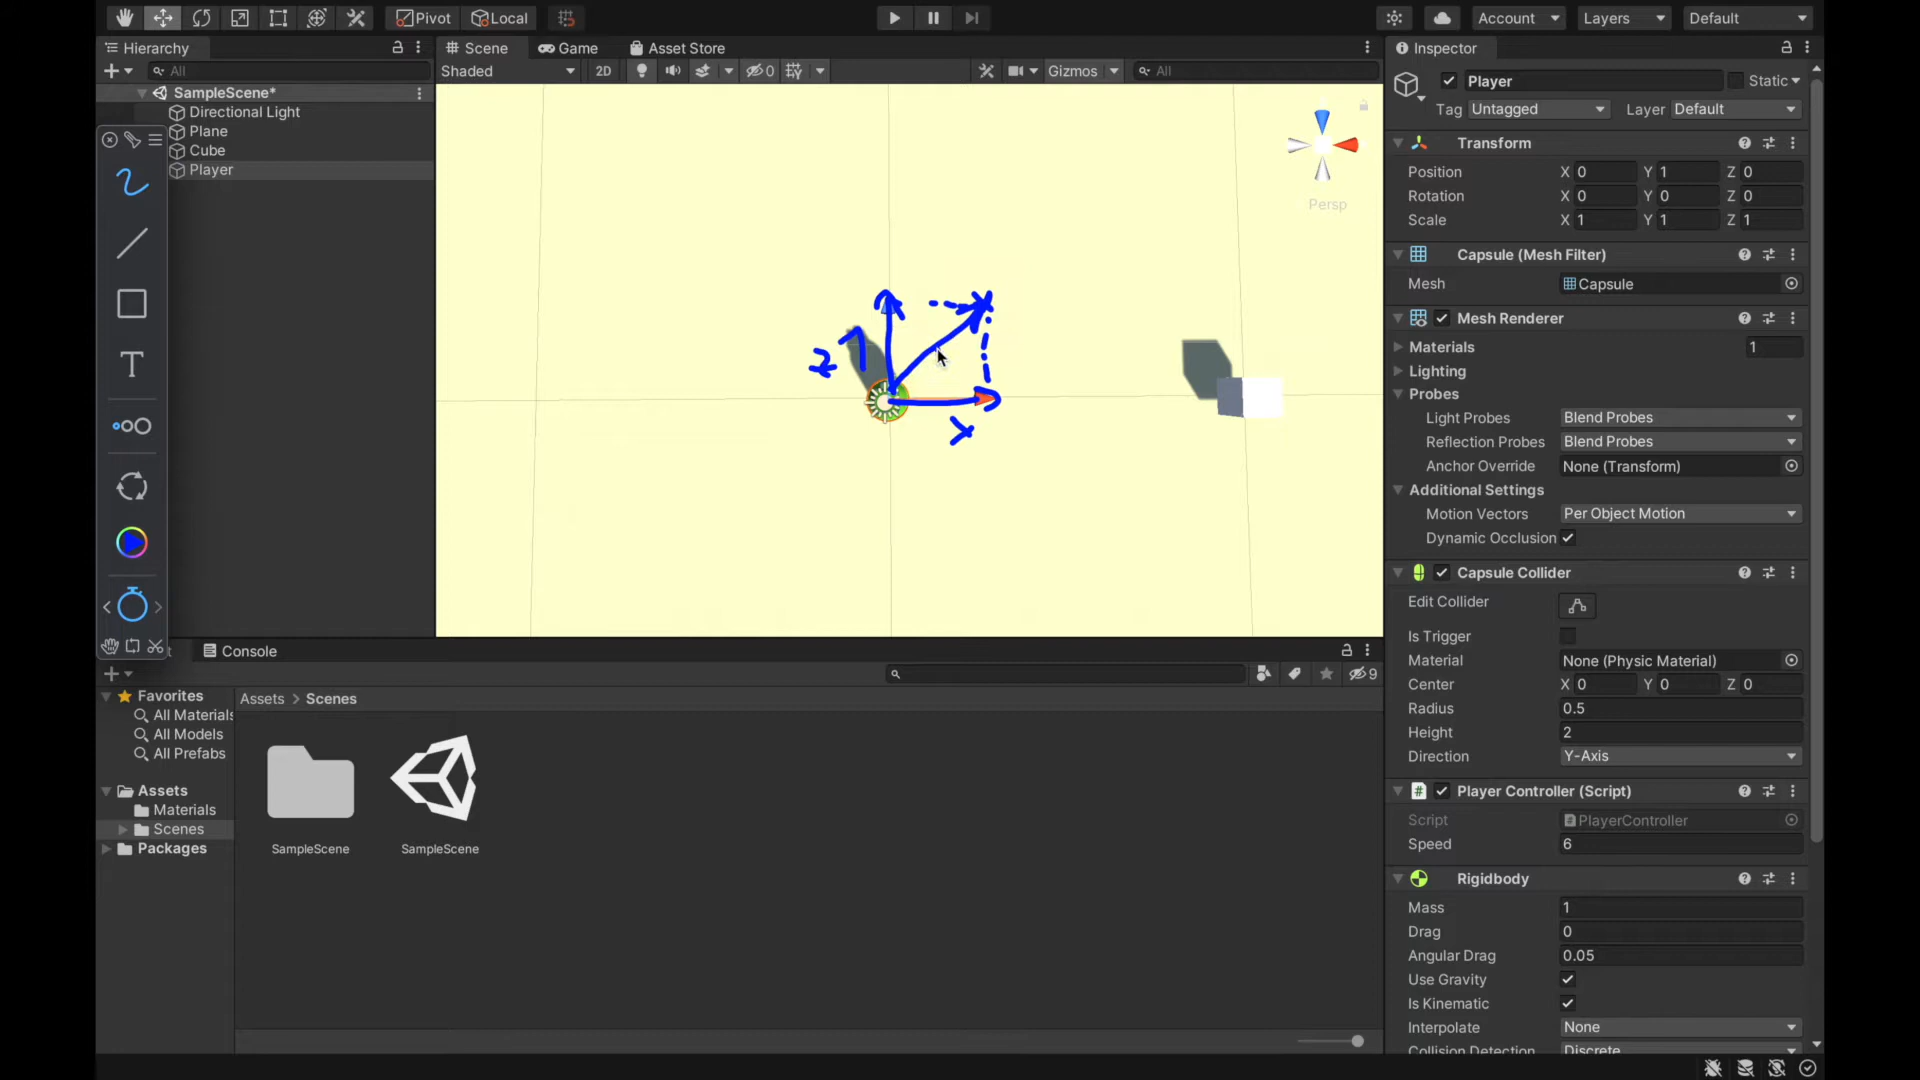 Pivot
Local
Account
Layers
Default
Hierarchy
All
SampleScene*
Directional Light
Plane
Cube
Player
Scene
Game
Asset Store
Shaded
2D
0
Gizmos
All
Persp
z
x
Console
9
Favorites
All Materials
All Models
All Prefabs
Assets
Materials
Scenes
Packages
Assets > Scenes
SampleScene
SampleScene
Inspector
Player
Static
Tag Untagged
Layer Default
Transform
Position X 0 Y 1 Z 0
Rotation X 0 Y 0 Z 0
Scale X 1 Y 1 Z 1
Capsule (Mesh Filter)
Mesh Capsule
Mesh Renderer
Materials 1
Lighting
Probes
Light Probes Blend Probes
Reflection Probes Blend Probes
Anchor Override None (Transform)
Additional Settings
Motion Vectors Per Object Motion
Dynamic Occlusion
Capsule Collider
Edit Collider
Is Trigger
Material None (Physic Material)
Center X 0 Y 0 Z 0
Radius 0.5
Height 2
Direction Y-Axis
Player Controller (Script)
Script PlayerController
Speed 6
Rigidbody
Mass 1
Drag 0
Angular Drag 0.05
Use Gravity
Is Kinematic
Interpolate None
Collision Detection Discrete